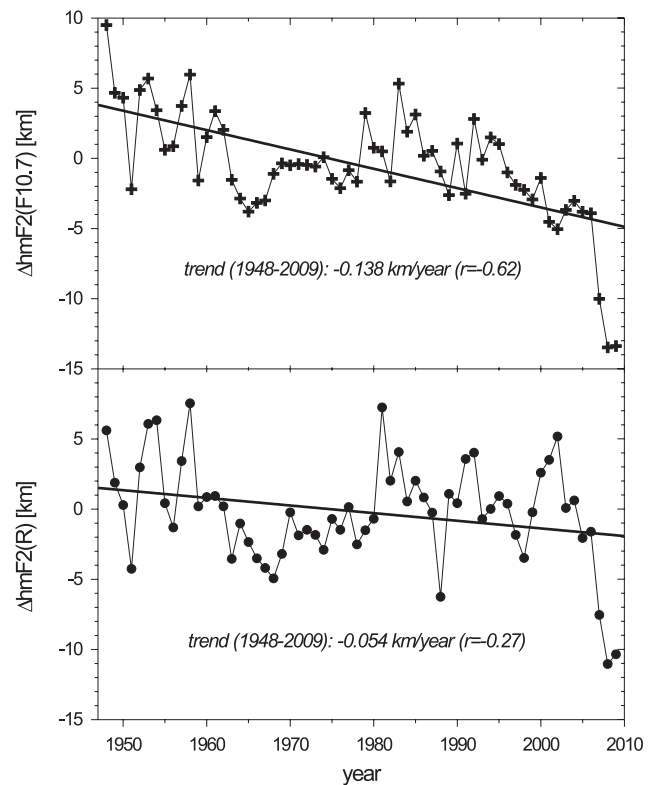 10
5
0
-5
-10
-15
ΔhmF2(F10.7) [km]
trend (1948-2009): -0.138 km/year (r=-0.62)
5
0
-5
-10
-15
ΔhmF2(R) [km]
trend (1948-2009): -0.054 km/year (r=-0.27)
1950 1960 1970 1980 1990 2000 2010
year